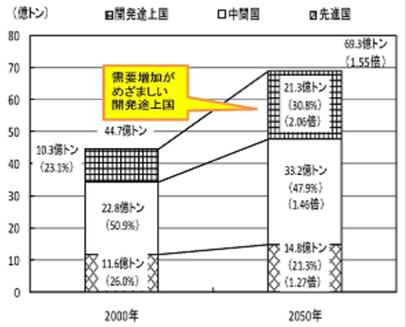 (億トン)
開発途上国 中間国 先進国
80
70
60
50
40
30
20
10
0
需要増加が
めざましい
開発途上国
69.3億トン
(1.55倍)
44.7億トン
10.3億トン
(23.1%)
22.8億トン
(50.9%)
11.6億トン
(26.0%)
21.3億トン
(30.8%)
(2.06倍)
33.2億トン
(47.9%)
(1.46倍)
14.8億トン
(21.3%)
(1.27倍)
2000年 2050年